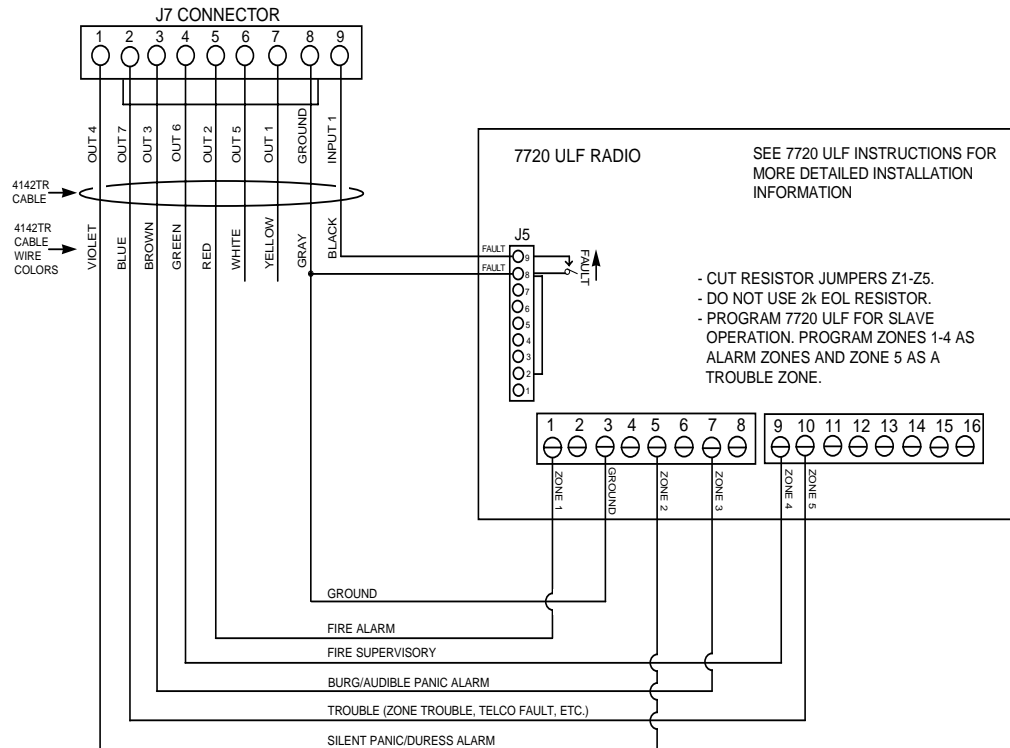 J7 CONNECTOR
1 2 3 4 5 6 7 8 9
OUT 4
OUT 7
OUT 3
OUT 6
OUT 2
OUT 5
OUT 1
GROUND
INPUT 1
4142TR
CABLE
4142TR
CABLE
WIRE
COLORS
VIOLET
BLUE
BROWN
GREEN
RED
WHITE
YELLOW
GRAY
BLACK
7720 ULF RADIO
SEE 7720 ULF INSTRUCTIONS FOR
MORE DETAILED INSTALLATION
INFORMATION
J5
FAULT
FAULT
9
8
7
6
5
4
3
2
1
FAULT
- CUT RESISTOR JUMPERS Z1-Z5.
- DO NOT USE 2k EOL RESISTOR.
- PROGRAM 7720 ULF FOR SLAVE
OPERATION. PROGRAM ZONES 1-4 AS
ALARM ZONES AND ZONE 5 AS A
TROUBLE ZONE.
1 2 3 4 5 6 7 8
9 10 11 12 13 14 15 16
ZONE 1
GROUND
ZONE 2
ZONE 3
ZONE 4
ZONE 5
GROUND
FIRE ALARM
FIRE SUPERVISORY
BURG/AUDIBLE PANIC ALARM
TROUBLE (ZONE TROUBLE, TELCO FAULT, ETC.)
SILENT PANIC/DURESS ALARM